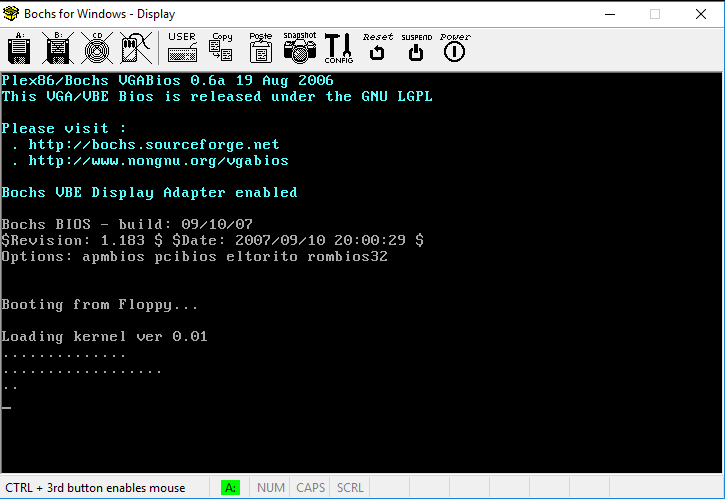 Bochs for Windows - Display
A: B: CD USER Copy Poste snapshot CONFIG Reset SUSPEND Power
Plex86/Bochs VGABios 0.6a 19 Aug 2006
This VGA/VBE Bios is released under the GNU LGPL
Please visit :
. http://bochs.sourceforge.net
. http://www.nongnu.org/vgabios
Bochs VBE Display Adapter enabled
Bochs BIOS - build: 09/10/07
$Revision: 1.183 $ $Date: 2007/09/10 20:00:29 $
Options: apmbios pcibios eltorito rombios32
Booting from Floppy...
Loading kernel ver 0.01
..............
..................
..
_
CTRL + 3rd button enables mouse A: NUM CAPS SCRL